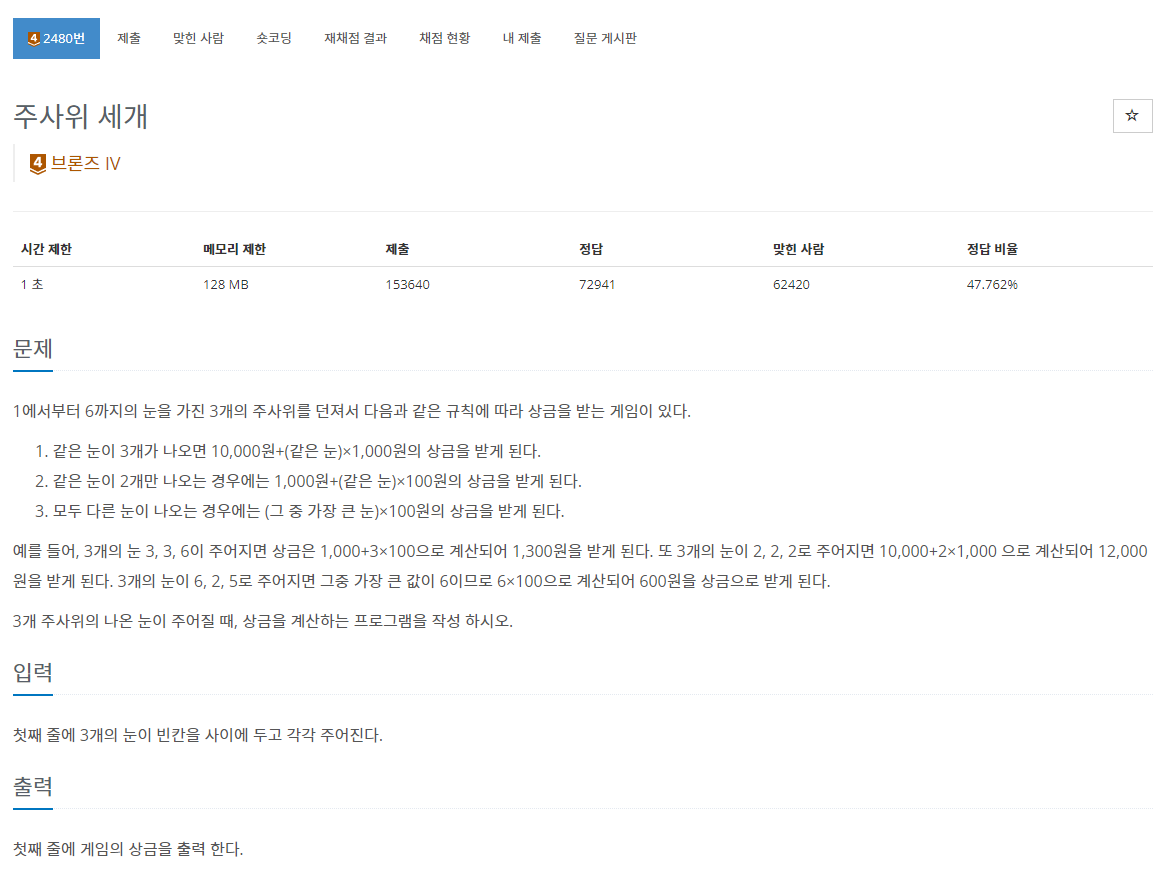 4 2480번 제출 맞힌 사람 숏코딩 재채점 결과 채점 현황 내 제출 질문 게시판
주사위 세개
4 브론즈 IV
시간 제한 메모리 제한 제출 정답 맞힌 사람 정답 비율
1 초 128 MB 153640 72941 62420 47.762%
문제
1에서부터 6까지의 눈을 가진 3개의 주사위를 던져서 다음과 같은 규칙에 따라 상금을 받는 게임이 있다.
1. 같은 눈이 3개가 나오면 10,000원+(같은 눈)×1,000원의 상금을 받게 된다.
2. 같은 눈이 2개만 나오는 경우에는 1,000원+(같은 눈)×100원의 상금을 받게 된다.
3. 모두 다른 눈이 나오는 경우에는 (그 중 가장 큰 눈)×100원의 상금을 받게 된다.
예를 들어, 3개의 눈 3, 3, 6이 주어지면 상금은 1,000+3×100으로 계산되어 1,300원을 받게 된다. 또 3개의 눈이 2, 2, 2로 주어지면 10,000+2×1,000 으로 계산되어 12,000
원을 받게 된다. 3개의 눈이 6, 2, 5로 주어지면 그중 가장 큰 값이 6이므로 6×100으로 계산되어 600원을 상금으로 받게 된다.
3개 주사위의 나온 눈이 주어질 때, 상금을 계산하는 프로그램을 작성 하시오.
입력
첫째 줄에 3개의 눈이 빈칸을 사이에 두고 각각 주어진다.
출력
첫째 줄에 게임의 상금을 출력 한다.